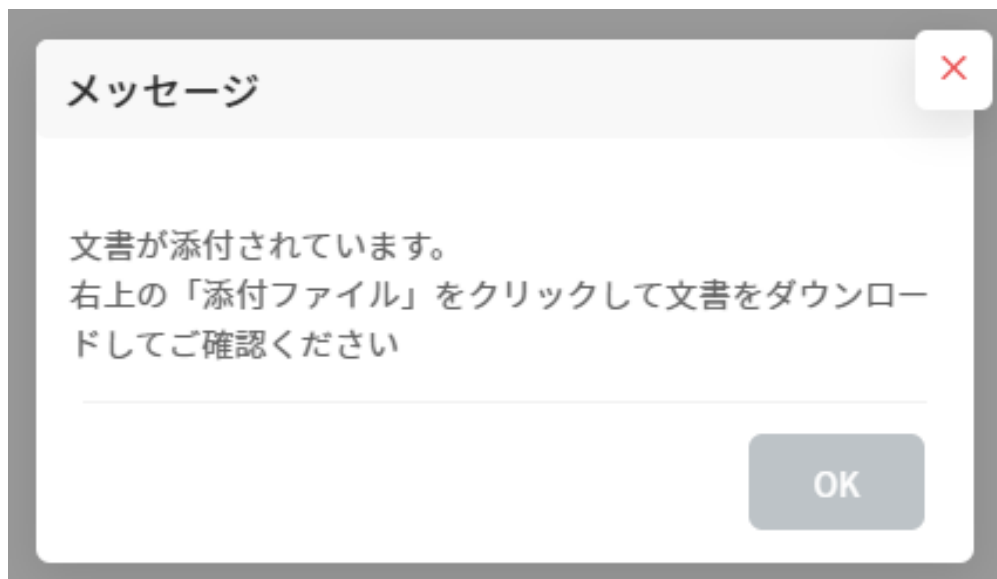 メッセージ
文書が添付されています。
右上の「添付ファイル」をクリックして文書をダウンロー
ドしてご確認ください
OK